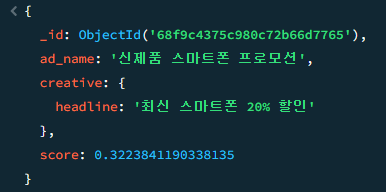 {
_id: ObjectId('68f9c4375c980c72b66d7765'),
ad_name: '신제품 스마트폰 프로모션',
creative: {
headline: '최신 스마트폰 20% 할인'
},
score: 0.3223841190338135
}